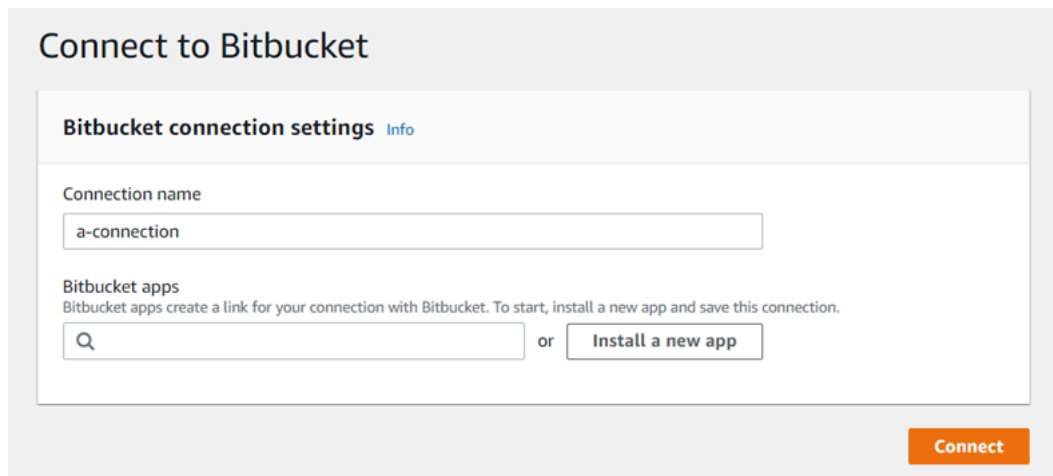 Connect to Bitbucket
Bitbucket connection settings Info
Connection name
a-connection
Bitbucket apps
Bitbucket apps create a link for your connection with Bitbucket. To start, install a new app and save this connection.
or Install a new app
Connect